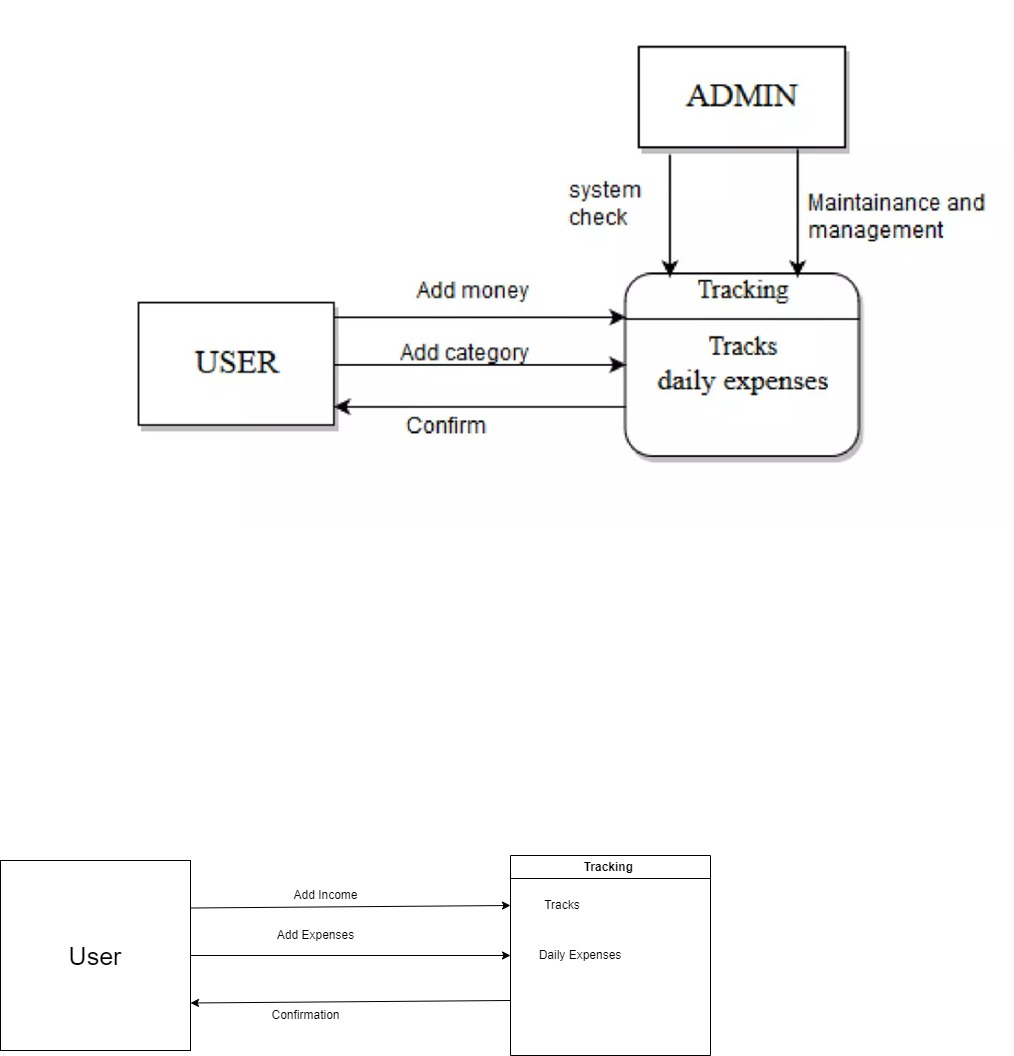 ADMIN
system
check
Maintainance and
management
Add money
Tracking
Add category
Tracks
daily expenses
USER
Confirm
Tracking
Add Income
Tracks
Add Expenses
User
Daily Expenses
Confirmation